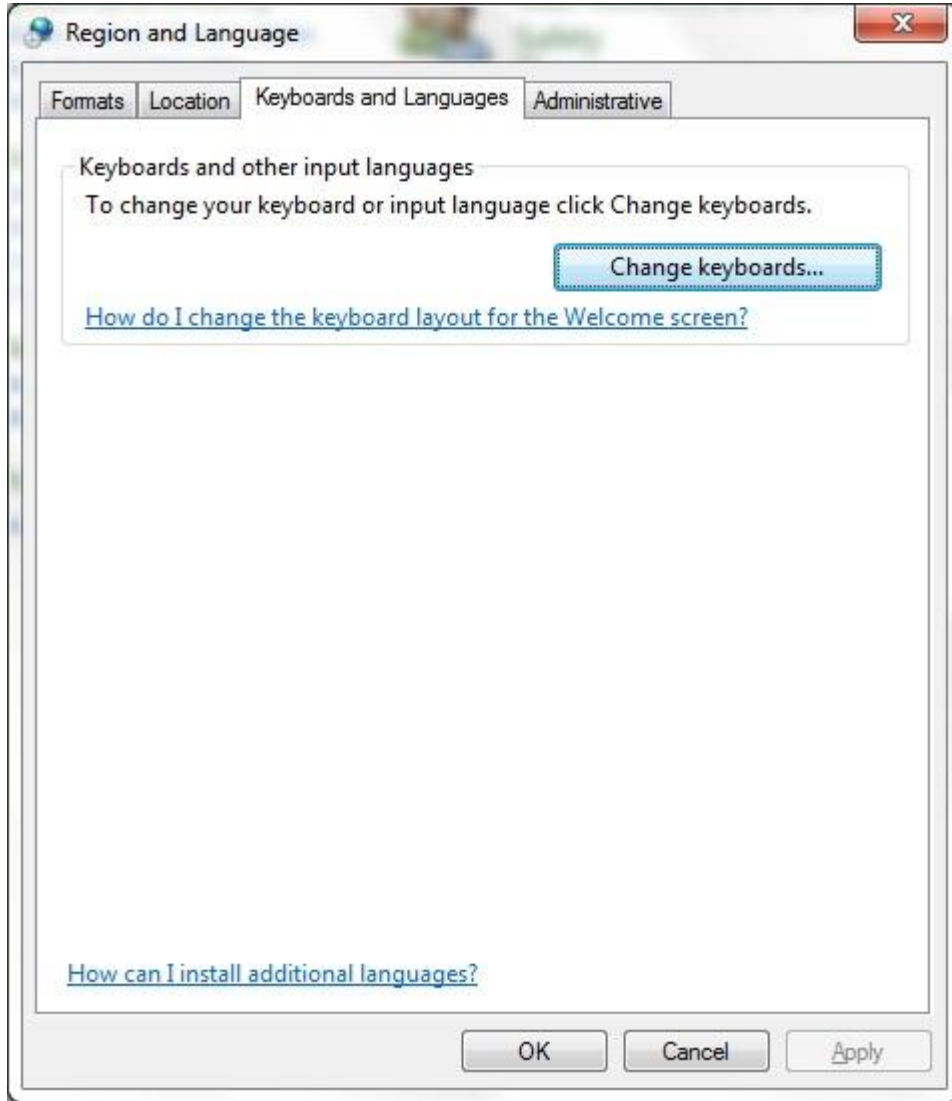 Region and Language
Formats Location Keyboards and Languages Administrative
Keyboards and other input languages
To change your keyboard or input language click Change keyboards.
Change keyboards...
How do I change the keyboard layout for the Welcome screen?
How can I install additional languages?
OK Cancel Apply